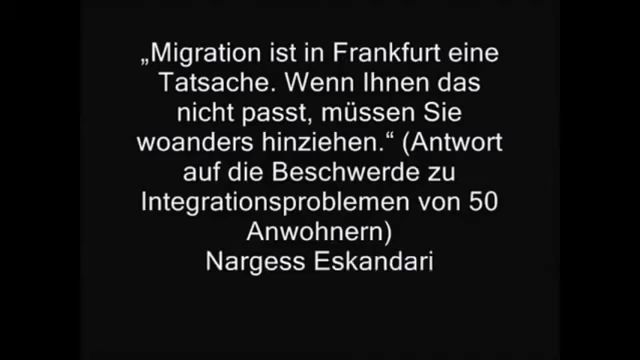 „Migration ist in Frankfurt eine
Tatsache. Wenn Ihnen das
nicht passt, müssen Sie
woanders hinziehen.“ (Antwort
auf die Beschwerde zu
Integrationsproblemen von 50
Anwohnern)
Nargess Eskandari